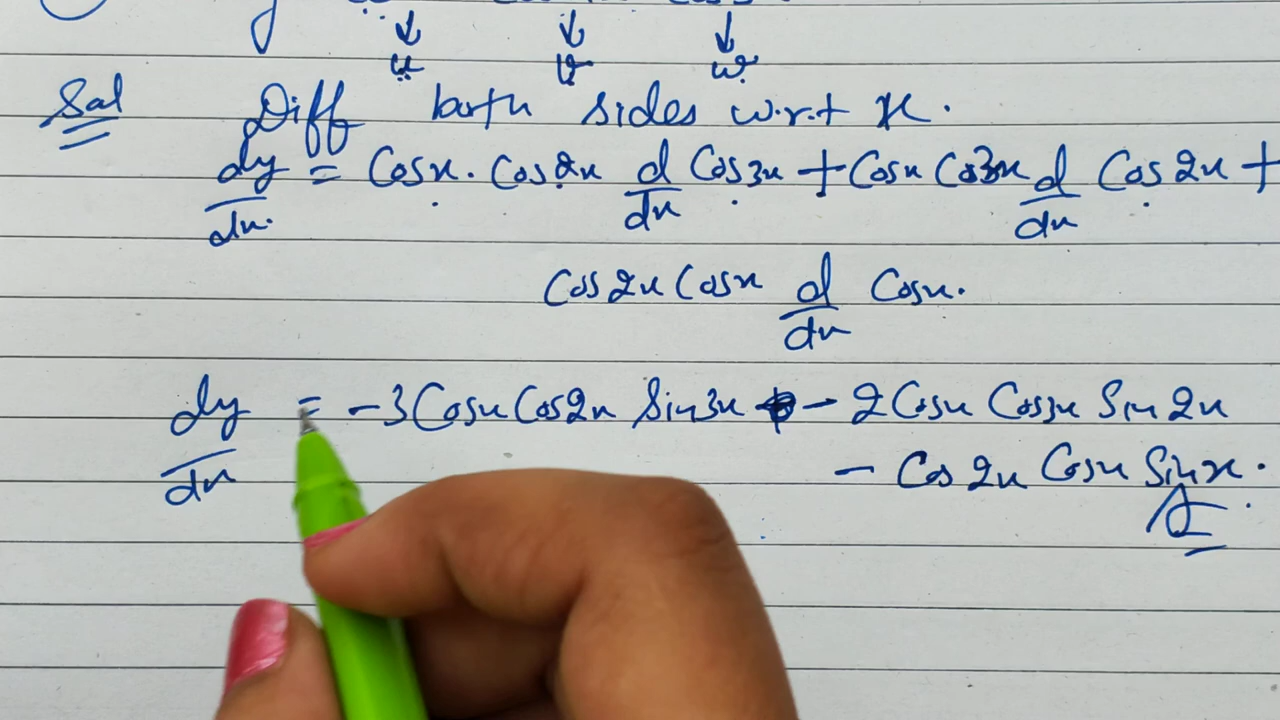 u v w
Sol Diff both sides w.r.t x.
dy/dx = Cosx. Cos2x d/dx Cos3x + Cosx Cos3x d/dx Cos2x +
Cos2x Cosx d/dx Cosx.
dy/dx = -3Cosx Cos2x Sin3x - 2Cosx Cos3x Sin2x
- Cos2x Cosx Sinx.